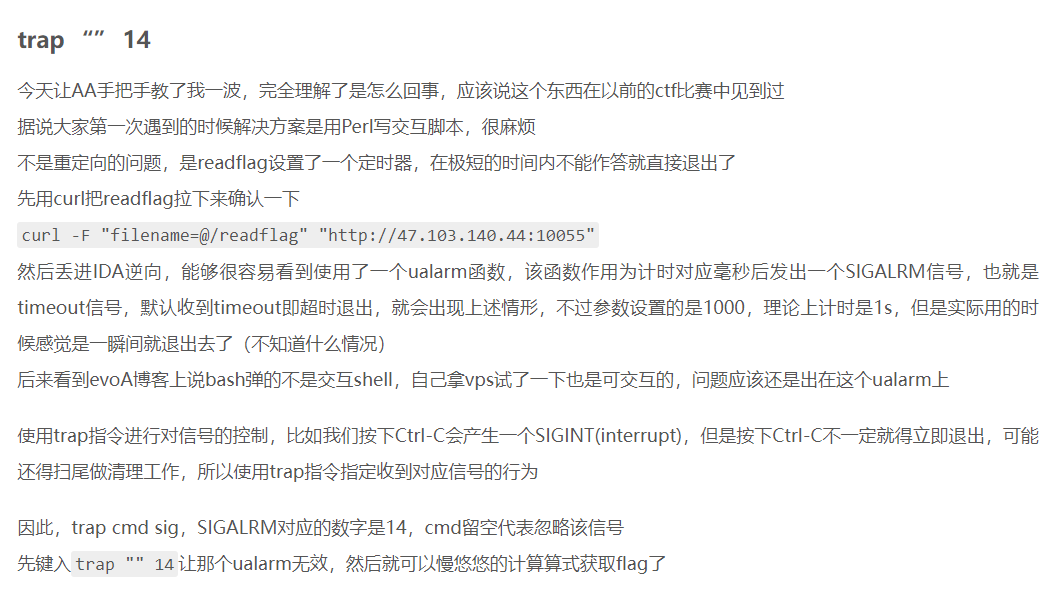 trap “” 14
今天让AA手把手教了我一波，完全理解了是怎么回事，应该说这个东西在以前的ctf比赛中见到过
据说大家第一次遇到的时候解决方案是用Perl写交互脚本，很麻烦
不是重定向的问题，是readflag设置了一个定时器，在极短的时间内不能作答就直接退出了
先用curl把readflag拉下来确认一下
curl -F "filename=@/readflag" "http://47.103.140.44:10055"
然后丢进IDA逆向，能够很容易看到使用了一个ualarm函数，该函数作用为计时对应毫秒后发出一个SIGALRM信号，也就是
timeout信号，默认收到timeout即超时退出，就会出现上述情形，不过参数设置的是1000，理论上计时是1s，但是实际用的时
候感觉是一瞬间就退出去了（不知道什么情况）
后来看到evoA博客上说bash弹的不是交互shell，自己拿vps试了一下也是可交互的，问题应该还是出在这个ualarm上
使用trap指令进行对信号的控制，比如我们按下Ctrl-C会产生一个SIGINT(interrupt)，但是按下Ctrl-C不一定就得立即退出，可能
还得扫尾做清理工作，所以使用trap指令指定收到对应信号的行为
因此，trap cmd sig，SIGALRM对应的数字是14，cmd留空代表忽略该信号
先键入trap "" 14让那个ualarm无效，然后就可以慢悠悠的计算算式获取flag了